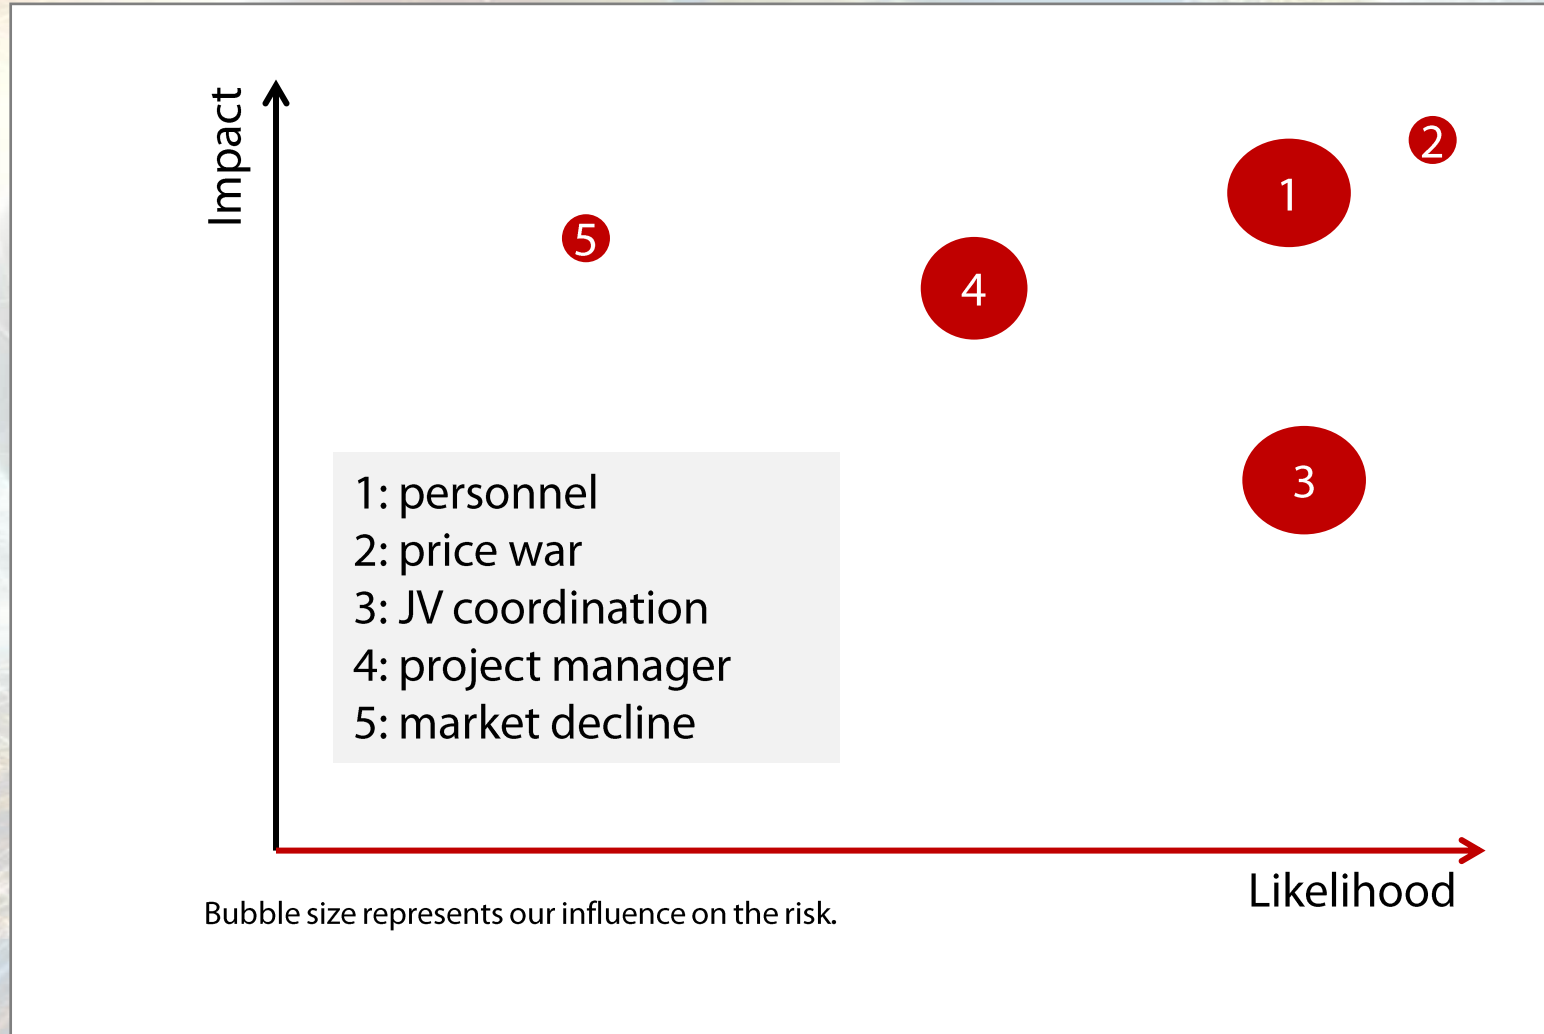 Impact
2
1
5
4
3
1: personnel
2: price war
3: JV coordination
4: project manager
5: market decline
Likelihood
Bubble size represents our influence on the risk.